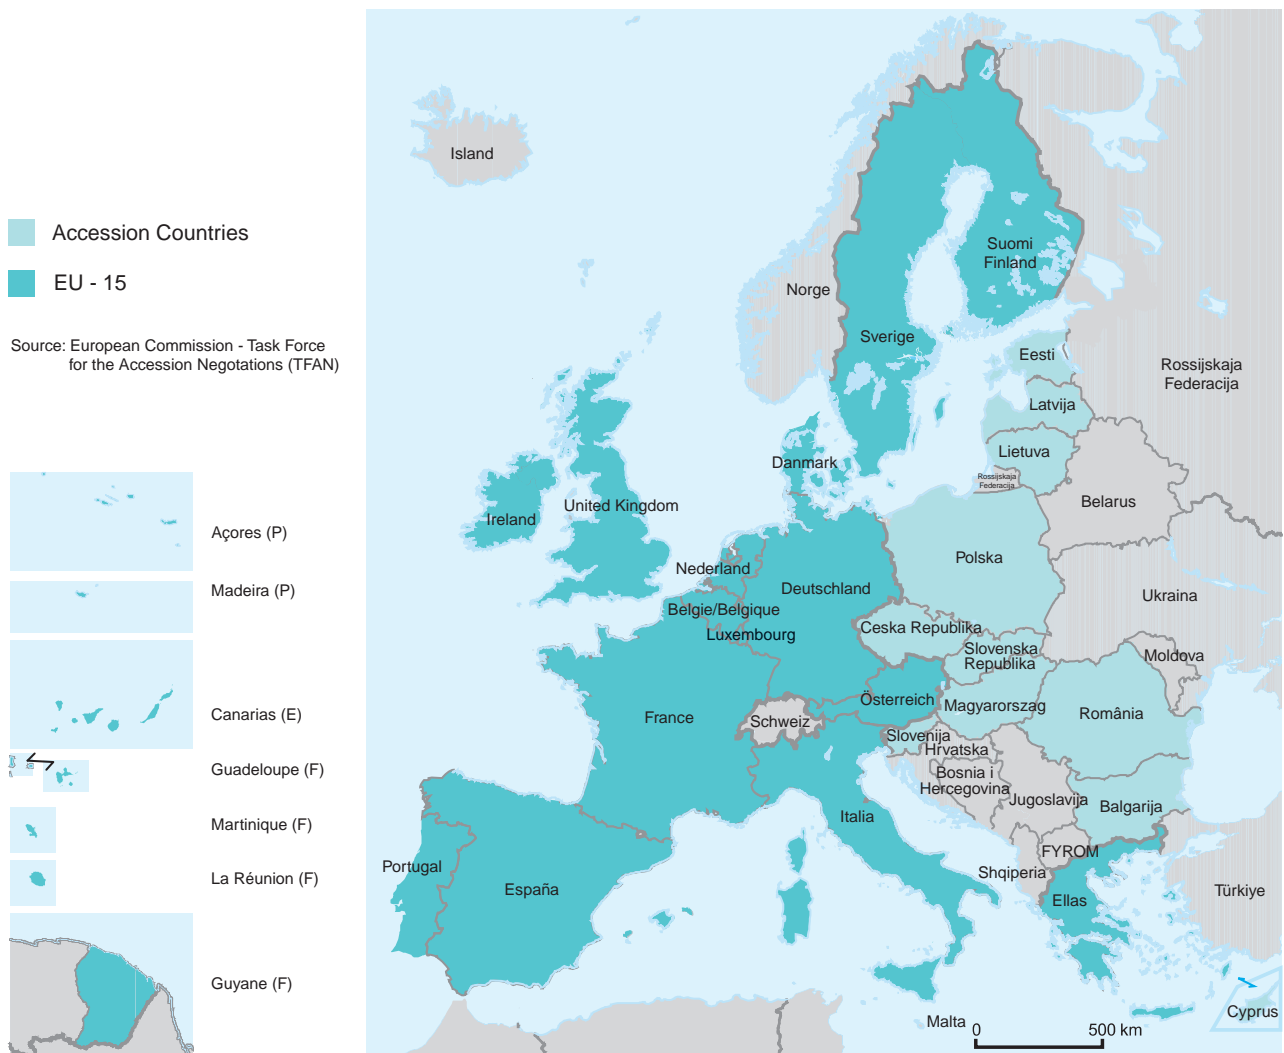 Accession Countries
EU - 15
Source: European Commission - Task Force
for the Accession Negotations (TFAN)
Açores (P)
Madeira (P)
Canarias (E)
Guadeloupe (F)
Martinique (F)
La Réunion (F)
Guyane (F)
Island
Suomi
Finland
Norge
Sverige
Eesti
Rossijskaja
Federacija
Latvija
Lietuva
Danmark
Rossijskaja
Federacija
Belarus
United Kingdom
Ireland
Polska
Nederland
Deutschland
Ukraina
Belgie/Belgique
Ceska Republika
Luxembourg
Slovenska
Republika
Moldova
Österreich
Magyarorszag
România
France
Schweiz
Slovenija
Hrvatska
Bosnia i
Hercegovina
Jugoslavija
Balgarija
Italia
FYROM
Portugal
Shqiperia
España
Ellas
Türkiye
Malta
Cyprus
0
500 km